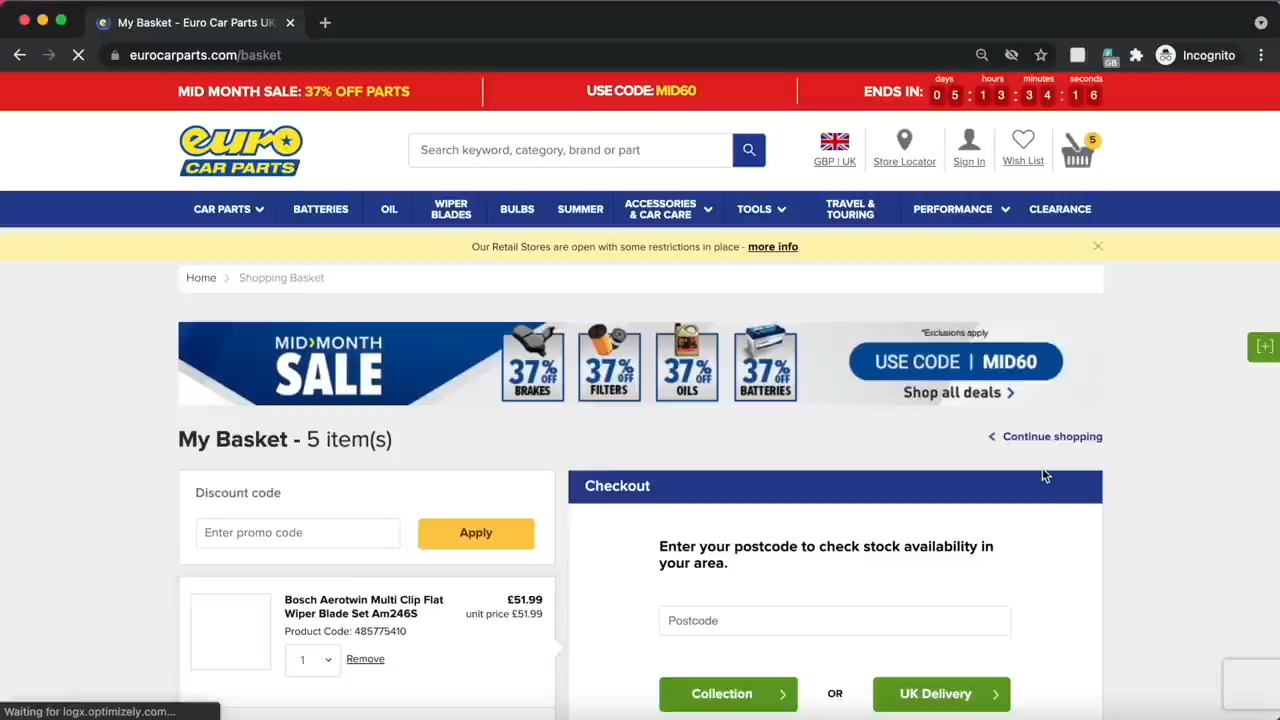 My Basket - Euro Car Parts UK
eurocarparts.com/basket
GB
Incognito
MID MONTH SALE: 37% OFF PARTS
USE CODE: MID60
ENDS IN:
days hours minutes seconds
0 5 : 1 3 : 3 4 : 1 6
euro
CAR PARTS
Search keyword, category, brand or part
GBP | UK
Store Locator
Sign In
Wish List
5
CAR PARTS
BATTERIES
OIL
WIPER
BLADES
BULBS
SUMMER
ACCESSORIES
& CAR CARE
TOOLS
TRAVEL &
TOURING
PERFORMANCE
CLEARANCE
Our Retail Stores are open with some restrictions in place - more info
Home > Shopping Basket
MID>MONTH
SALE
37% OFF
BRAKES
37% OFF
FILTERS
37% OFF
OILS
37% OFF
BATTERIES
*Exclusions apply
USE CODE | MID60
Shop all deals >
[+]
My Basket - 5 item(s)
< Continue shopping
Discount code
Enter promo code
Apply
Checkout
Enter your postcode to check stock availability in
your area.
Postcode
Collection >
OR
UK Delivery >
Bosch Aerotwin Multi Clip Flat
Wiper Blade Set Am246S
£51.99
unit price £51.99
Product Code: 485775410
1
Remove
Waiting for logx.optimizely.com...